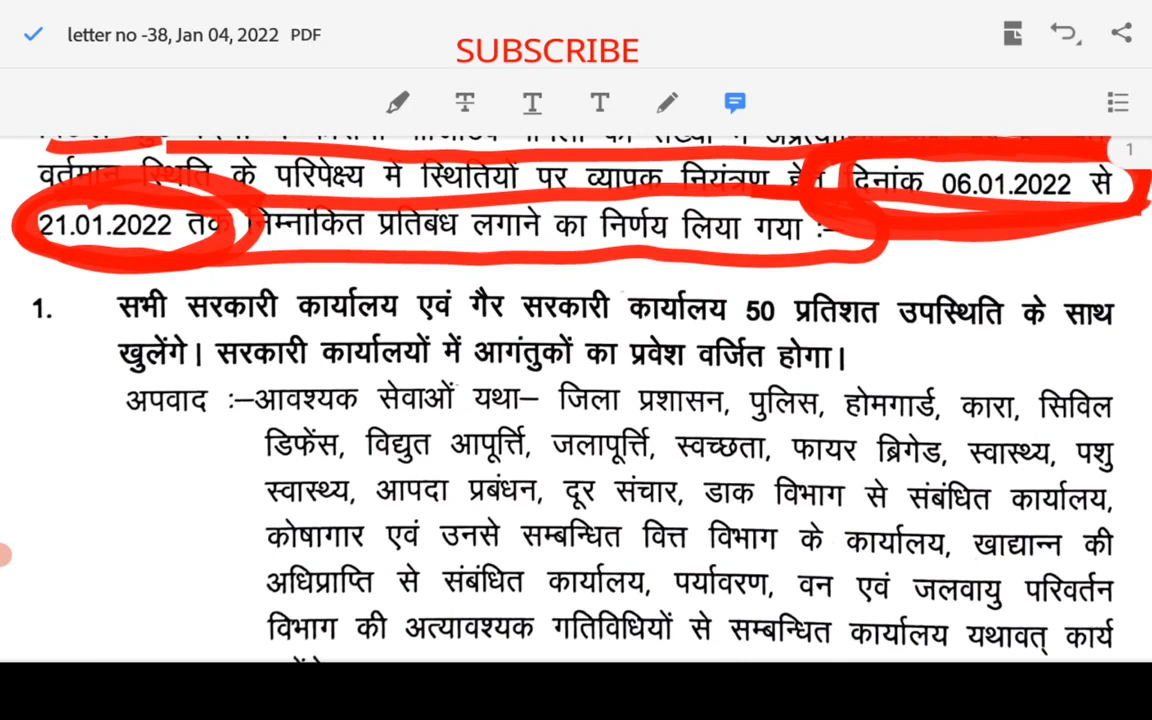 letter no -38, Jan 04, 2022 PDF
SUBSCRIBE
1
वर्तमान स्थिति के परिपेक्ष्य में स्थितियों पर व्यापक नियंत्रण हेतु दिनांक 06.01.2022 से
21.01.2022 तक निम्नांकित प्रतिबंध लगाने का निर्णय लिया गया :-
1. सभी सरकारी कार्यालय एवं गैर सरकारी कार्यालय 50 प्रतिशत उपस्थिति के साथ
खुलेंगे। सरकारी कार्यालयों में आगंतुकों का प्रवेश वर्जित होगा।
अपवाद :–आवश्यक सेवाओं यथा– जिला प्रशासन, पुलिस, होमगार्ड, कारा, सिविल
डिफेंस, विद्युत आपूर्त्ति, जलापूर्त्ति, स्वच्छता, फायर ब्रिगेड, स्वास्थ्य, पशु
स्वास्थ्य, आपदा प्रबंधन, दूर संचार, डाक विभाग से संबंधित कार्यालय,
कोषागार एवं उनसे सम्बन्धित वित्त विभाग के कार्यालय, खाद्यान्न की
अधिप्राप्ति से संबंधित कार्यालय, पर्यावरण, वन एवं जलवायु परिवर्तन
विभाग की अत्यावश्यक गतिविधियों से सम्बन्धित कार्यालय यथावत् कार्य